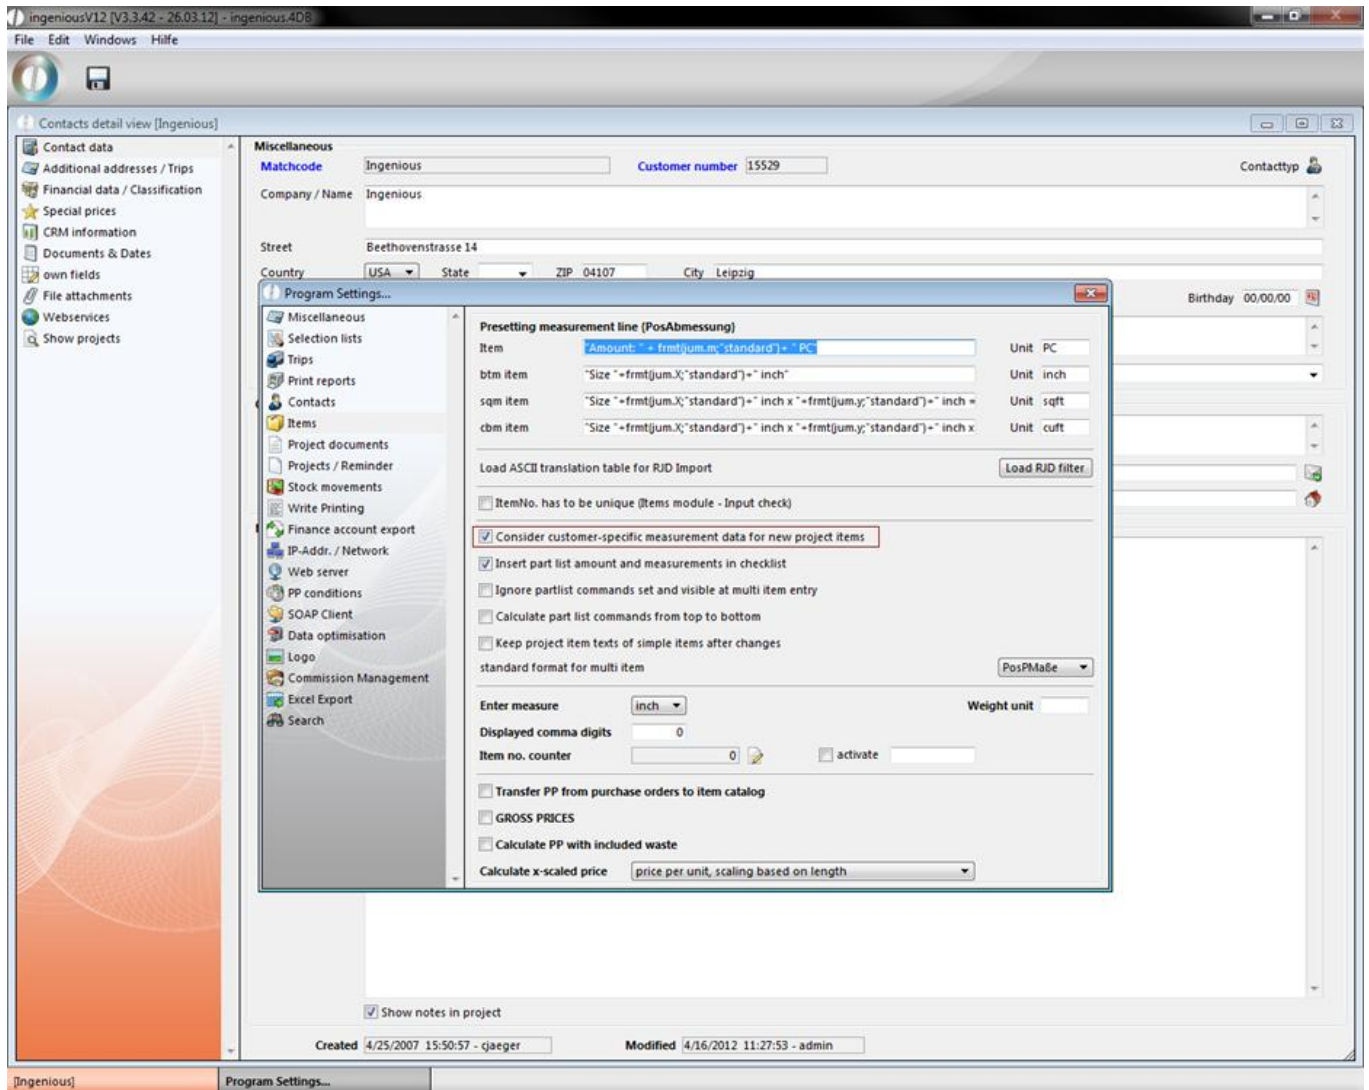 ingeniousV12 [V3.3.42 - 26.03.12] - ingenious.4DB
File Edit Windows Hilfe
Contacts detail view [Ingenious]
Contact data
Additional addresses / Trips
Financial data / Classification
Special prices
CRM information
Documents & Dates
own fields
File attachments
Webservices
Show projects
Miscellaneous
Matchcode Ingenious Customer number 15529 Contacttyp
Company / Name Ingenious
Street Beethovenstrasse 14
Country USA State ZIP 04107 City Leipzig
Birthday 00/00/00
Program Settings...
Miscellaneous
Selection lists
Trips
Print reports
Contacts
Items
Project documents
Projects / Reminder
Stock movements
Write Printing
Finance account export
IP-Addr. / Network
Web server
PP conditions
SOAP Client
Data optimisation
Logo
Commission Management
Excel Export
Search
Presetting measurement line (PosAbmessung)
Item "Amount: " + frmt(jum.m;"standard")+ " PC" Unit PC
btm item "Size "+frmt(jum.X;"standard")+" inch" Unit inch
sqm item "Size "+frmt(jum.X;"standard")+" inch x "+frmt(jum.y;"standard")+" inch = Unit sqft
cbm item "Size "+frmt(jum.X;"standard")+" inch x "+frmt(jum.y;"standard")+" inch x Unit cuft
Load ASCII translation table for RJD Import Load RJD filter
ItemNo. has to be unique (Items module - Input check)
Consider customer-specific measurement data for new project items
Insert part list amount and measurements in checklist
Ignore partlist commands set and visible at multi item entry
Calculate part list commands from top to bottom
Keep project item texts of simple items after changes
standard format for multi item PosPMaße
Enter measure inch Weight unit
Displayed comma digits 0
Item no. counter 0 activate
Transfer PP from purchase orders to item catalog
GROSS PRICES
Calculate PP with included waste
Calculate x-scaled price price per unit, scaling based on length
Show notes in project
Created 4/25/2007 15:50:57 - cjaeger Modified 4/16/2012 11:27:53 - admin
[Ingenious] Program Settings...